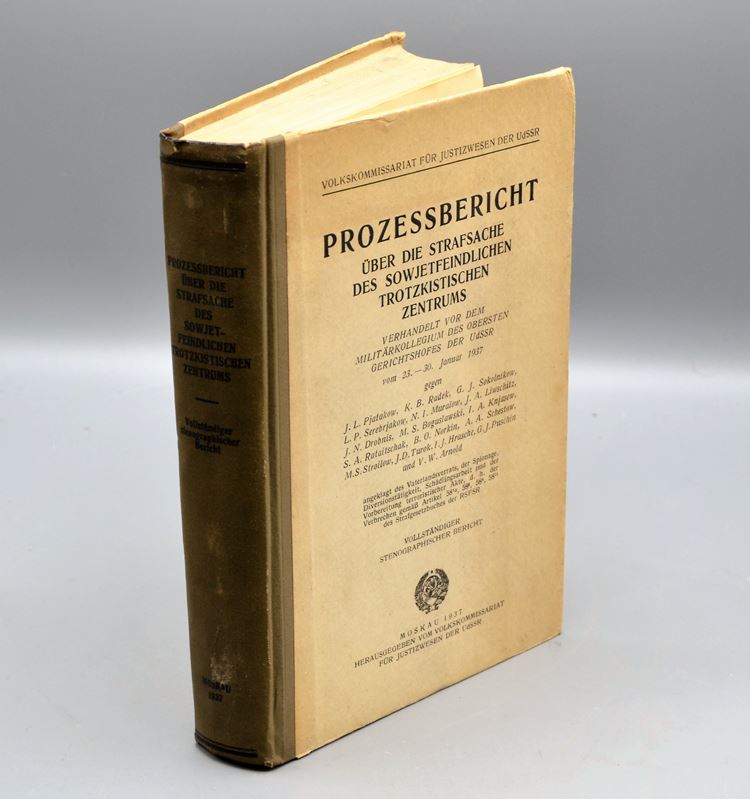 PROZESSBERICHT
ÜBER DIE
STRAFSACHE
DES
SOWJET-
FEINDLICHEN
TROTZKISTISCHEN
ZENTRUMS
Vollständiger
stenographischer
Bericht
MOSKAU
1937
VOLKSKOMMISSARIAT FÜR JUSTIZWESEN DER UdSSR
PROZESSBERICHT
ÜBER DIE STRAFSACHE
DES SOWJETFEINDLICHEN
TROTZKISTISCHEN
ZENTRUMS
VERHANDELT VOR DEM
MILITÄRKOLLEGIUM DES OBERSTEN
GERICHTSHOFES DER UdSSR
vom 23.—30. Januar 1937
gegen
J. L. Pjatakow, K. B. Radek, G. J. Sokolnikow,
L. P. Serebrjakow, N. I. Muralow, J. A. Liwschitz,
J. N. Drobnis, M. S. Boguslawski, I. A. Knjasew,
S. A. Rataitschak, B. O. Norkin, A. A. Schestow,
M. S. Stroilow, J. D. Turok, I. J. Hrasche, G. J. Puschin
und V. W. Arnold
angeklagt des Vaterlandsverrats, der Spionage,
Diversionstätigkeit, Schädlingsarbeit und der
Vorbereitung terroristischer Akte, d. h. der
Verbrechen gemäß Artikel
des Strafgesetzbuches der RSFSR
VOLLSTÄNDIGER
STENOGRAPHISCHER BERICHT
MOSKAU 1937
HERAUSGEGEBEN VOM VOLKSKOMMISSARIAT
FÜR JUSTIZWESEN DER UdSSR